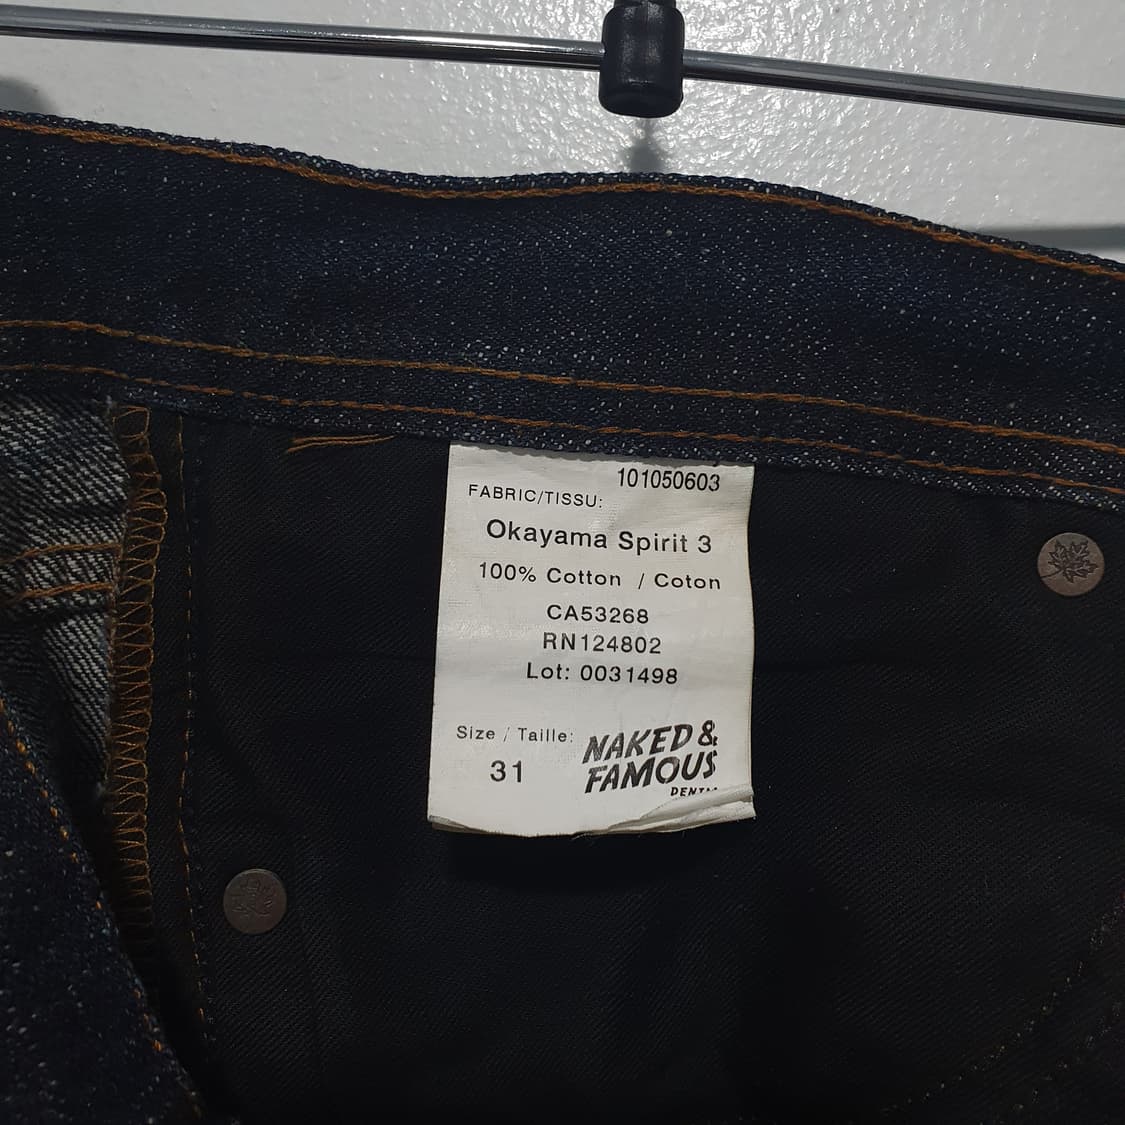 101050603
FABRIC/TISSU:
Okayama Spirit 3
100% Cotton / Coton
CA53268
RN124802
Lot: 0031498
Size / Taille:
31
NAKED &
FAMOUS